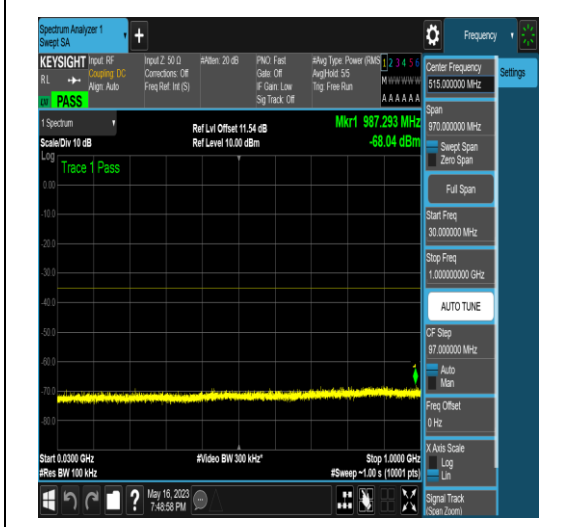 Spectrum Analyzer 1
Swept SA
+
Frequency
KEYSIGHT
RL
Input: RF
Coupling: DC
Align: Auto
Input Z: 50 Ω
Corrections: Off
Freq Ref: Int (S)
#Atten: 20 dB
PNO: Fast
Gate: Off
IF Gain: Low
Sig Track: Off
#Avg Type: Power (RMS
Avg|Hold: 5/5
Trig: Free Run
1 2 3 4 5 6
M W W W W W
A A A A A A
PASS
1 Spectrum
Scale/Div 10 dB
Ref Lvl Offset 11.54 dB
Ref Level 10.00 dBm
Mkr1 987.293 MHz
-68.04 dBm
Log
Trace 1 Pass
0.00
-10.0
-20.0
-30.0
-40.0
-50.0
-60.0
-70.0
-80.0
1
Start 0.0300 GHz
#Res BW 100 kHz
#Video BW 300 kHz*
Stop 1.0000 GHz
#Sweep ~1.00 s (10001 pts)
Center Frequency
515.000000 MHz
Settings
Span
970.000000 MHz
Swept Span
Zero Span
Full Span
Start Freq
30.000000 MHz
Stop Freq
1.000000000 GHz
AUTO TUNE
CF Step
97.000000 MHz
Auto
Man
Freq Offset
0 Hz
X Axis Scale
Log
Lin
Signal Track
(Span Zoom)
?
May 16, 2023
7:48:58 PM